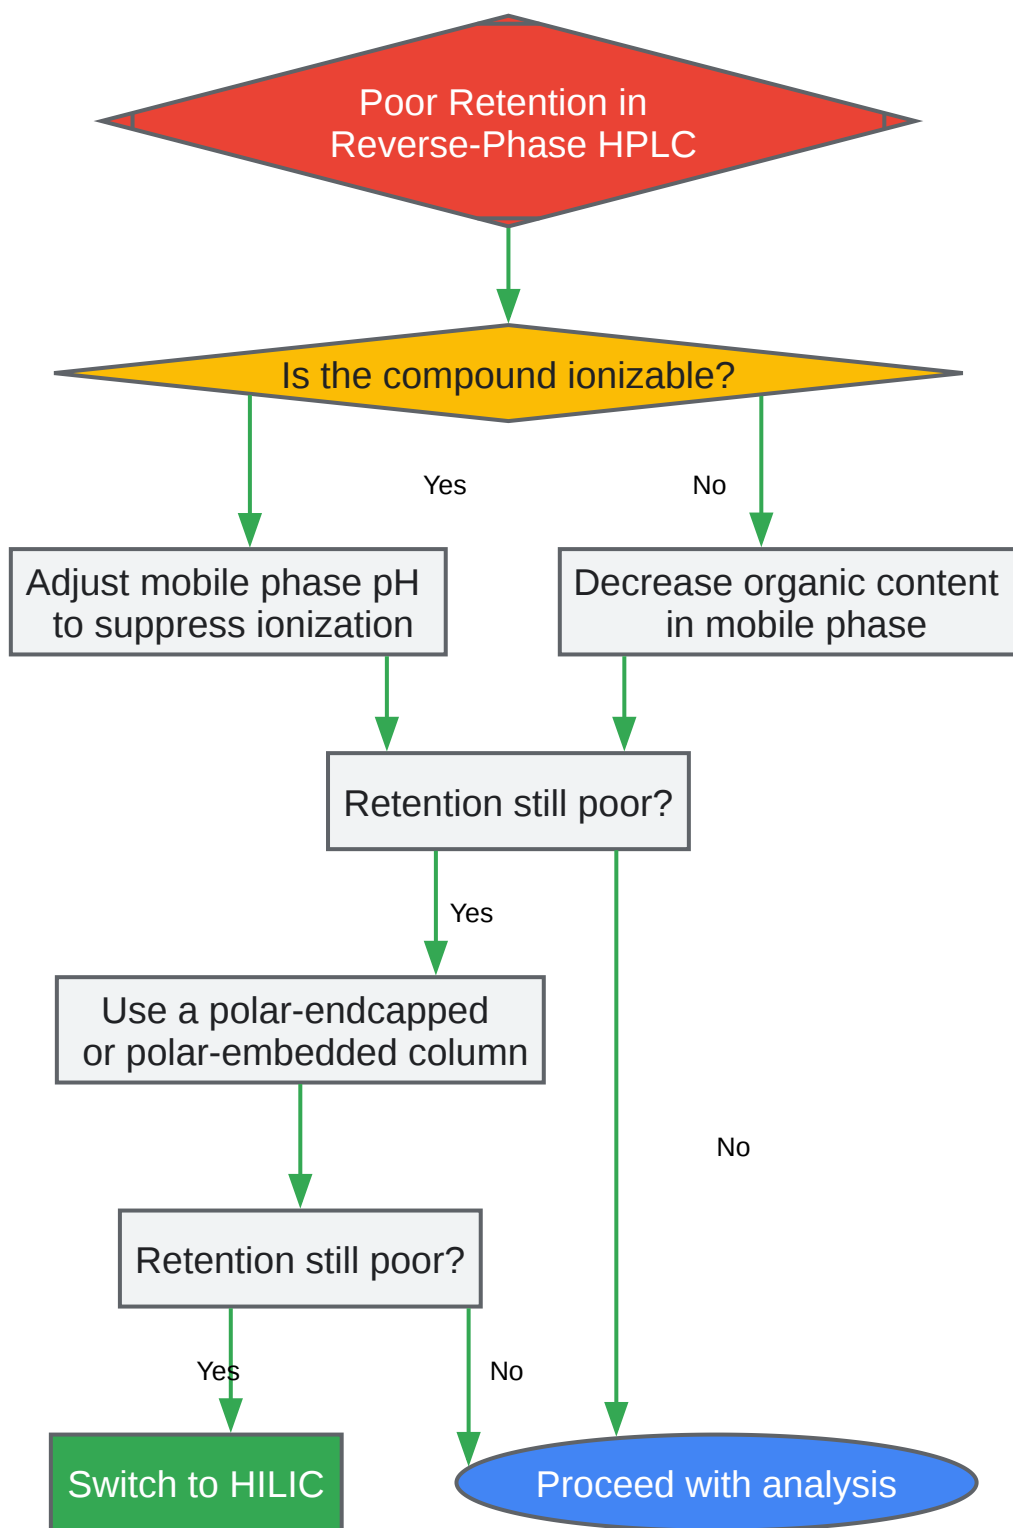 Poor Retention in
Reverse-Phase HPLC
Is the compound ionizable?
Yes
No
Adjust mobile phase pH
to suppress ionization
Decrease organic content
in mobile phase
Retention still poor?
Yes
Use a polar-endcapped
or polar-embedded column
No
Retention still poor?
Yes
No
Switch to HILIC
Proceed with analysis